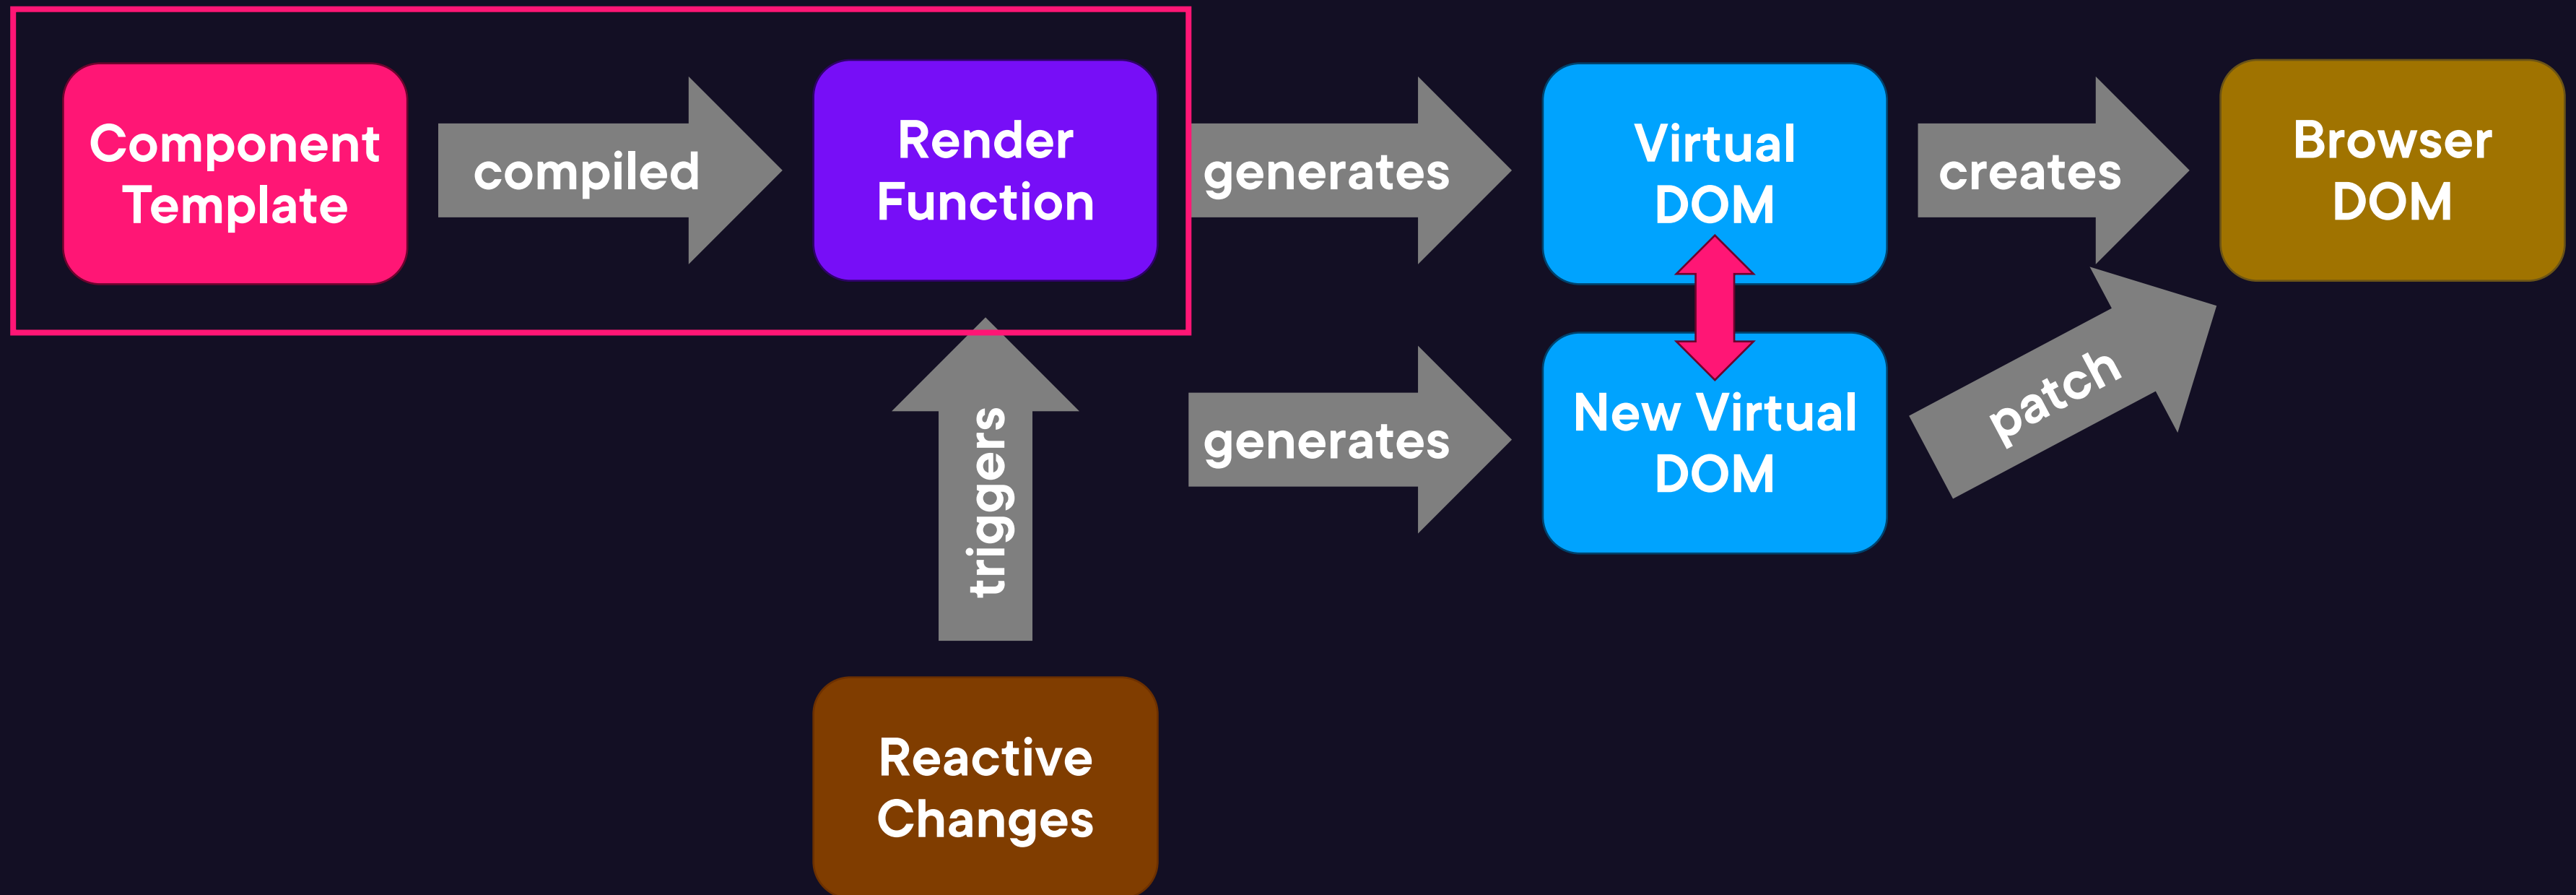 Component
Template
compiled
Render
Function
generates
Virtual
DOM
creates
Browser
DOM
triggers
generates
New Virtual
DOM
patch
Reactive
Changes